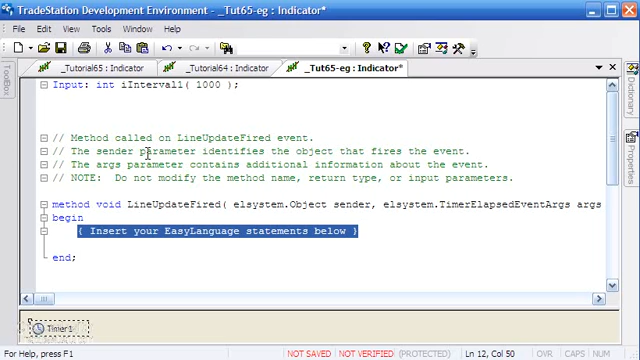 TradeStation Development Environment - _Tut65-eg : Indicator*
File Edit View Tools Window Help
_Tutorial65 : Indicator
_Tutorial64 : Indicator
_Tut65-eg : Indicator*
ToolBox
Dictionary
Properties
Input: int iInterval1( 1000 );
// Method called on LineUpdateFired event.
// The sender parameter identifies the object that fires the event.
// The args parameter contains additional information about the event.
// NOTE: Do not modify the method name, return type, or input parameters.
method void LineUpdateFired( elsystem.Object sender, elsystem.TimerElapsedEventArgs args
begin
{ Insert your EasyLanguage statements below }
end;
Timer1
For help, press F1
NOT SAVED
NOT VERIFIED
(PROTECTED)
Ln 12, Col 50
OVR